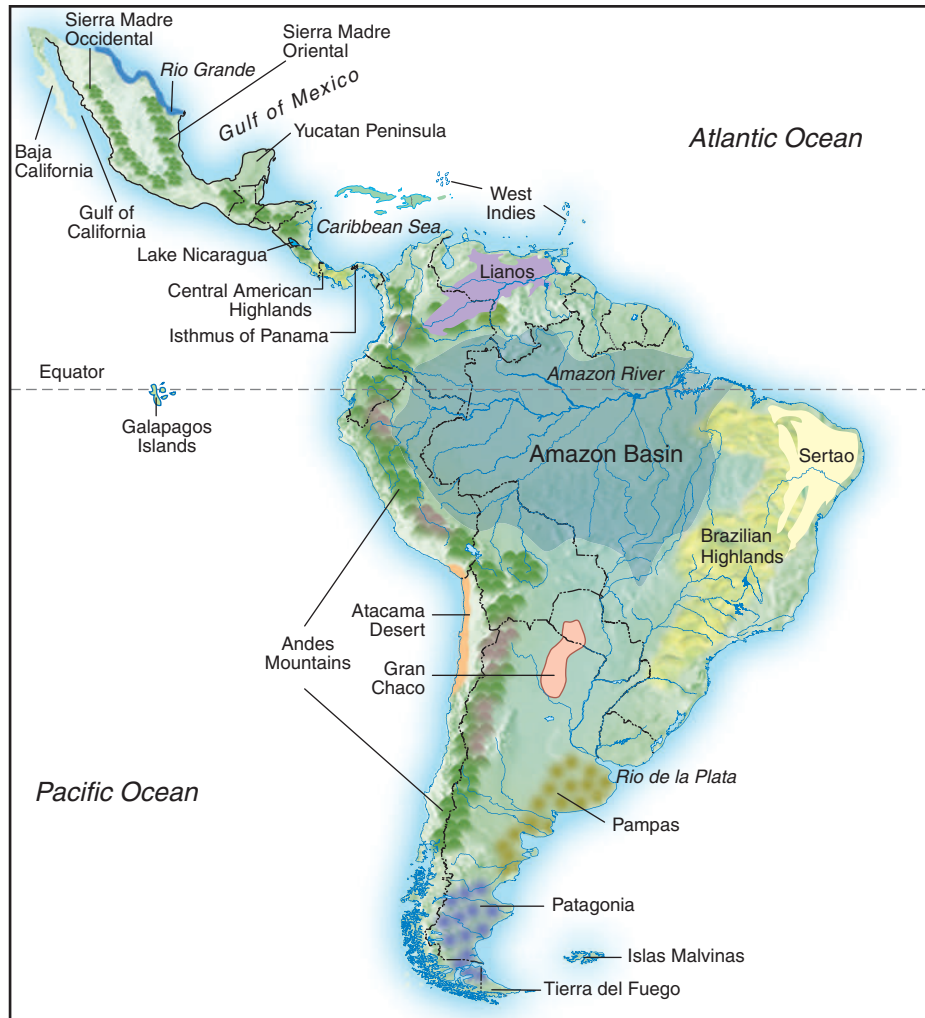 Sierra Madre
Occidental
Sierra Madre
Oriental
Rio Grande
Gulf of Mexico
Yucatan Peninsula
Atlantic Ocean
Baja
California
West
Indies
Gulf of
California
Caribbean Sea
Lake Nicaragua
Lianos
Central American
Highlands
Isthmus of Panama
Equator
Amazon River
Galapagos
Islands
Amazon Basin
Sertao
Brazilian
Highlands
Atacama
Desert
Andes
Mountains
Gran
Chaco
Rio de la Plata
Pacific Ocean
Pampas
Patagonia
Islas Malvinas
Tierra del Fuego